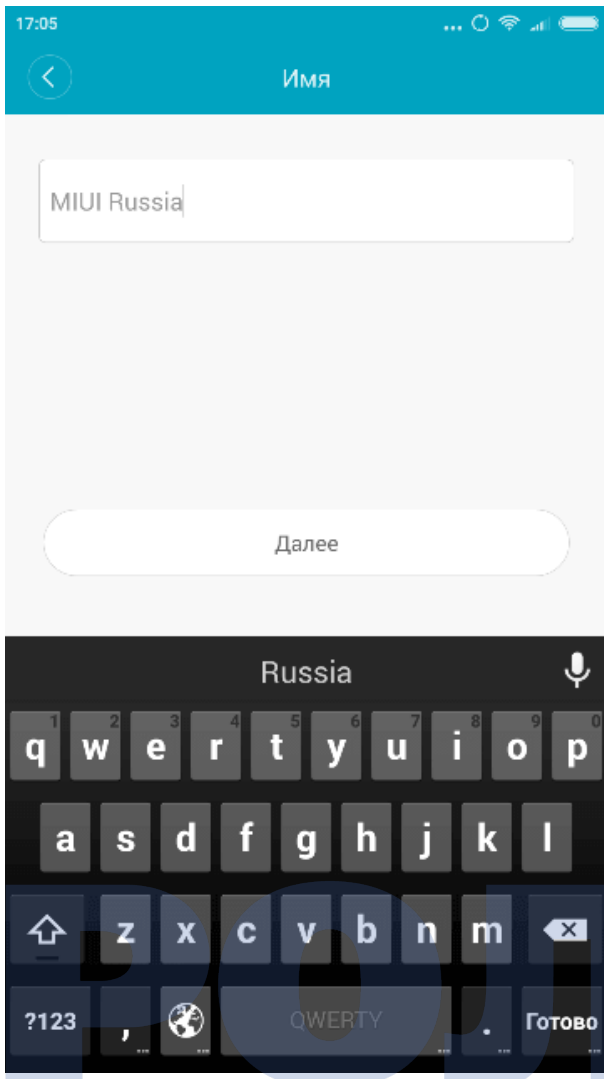 17:05
...
Имя
MIUI Russia
Далее
Russia
1 2 3 4 5 6 7 8 9 0
q w e r t y u i o p
a s d f g h j k l
z x c v b n m
?123 , QWERTY . Готово